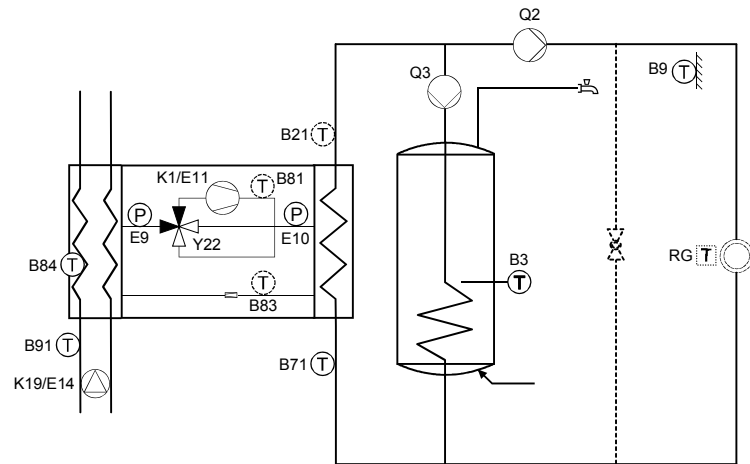 Q2
Q3
B9
T
B21
T
K1/E11
T
B81
P
P
E9
Y22
E10
B84
T
T
B83
B3
T
RG
T
B91
T
B71
T
K19/E14